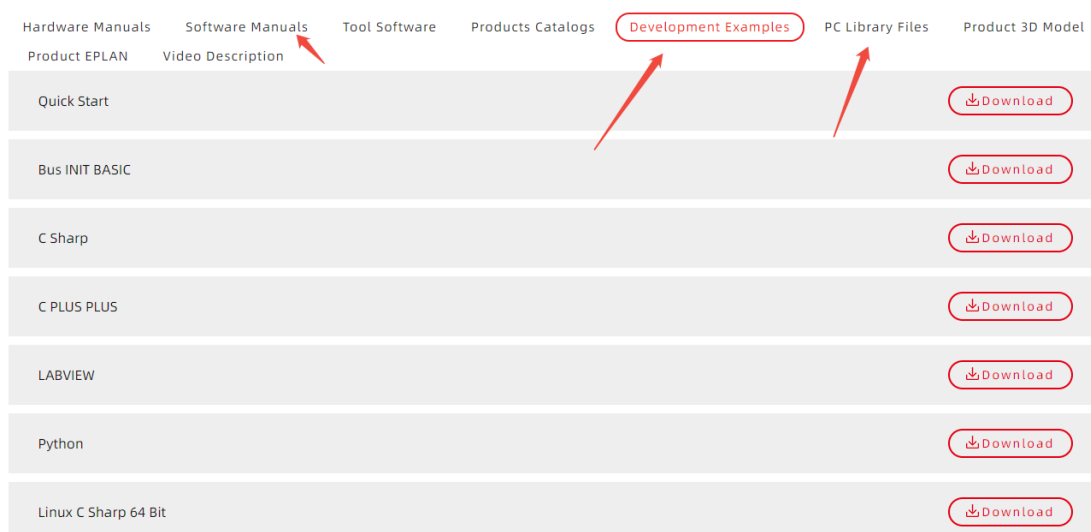 Hardware Manuals Software Manuals Tool Software Products Catalogs Development Examples PC Library Files Product 3D Model
Product EPLAN Video Description
Quick Start Download
Bus INIT BASIC Download
C Sharp Download
C PLUS PLUS Download
LABVIEW Download
Python Download
Linux C Sharp 64 Bit Download